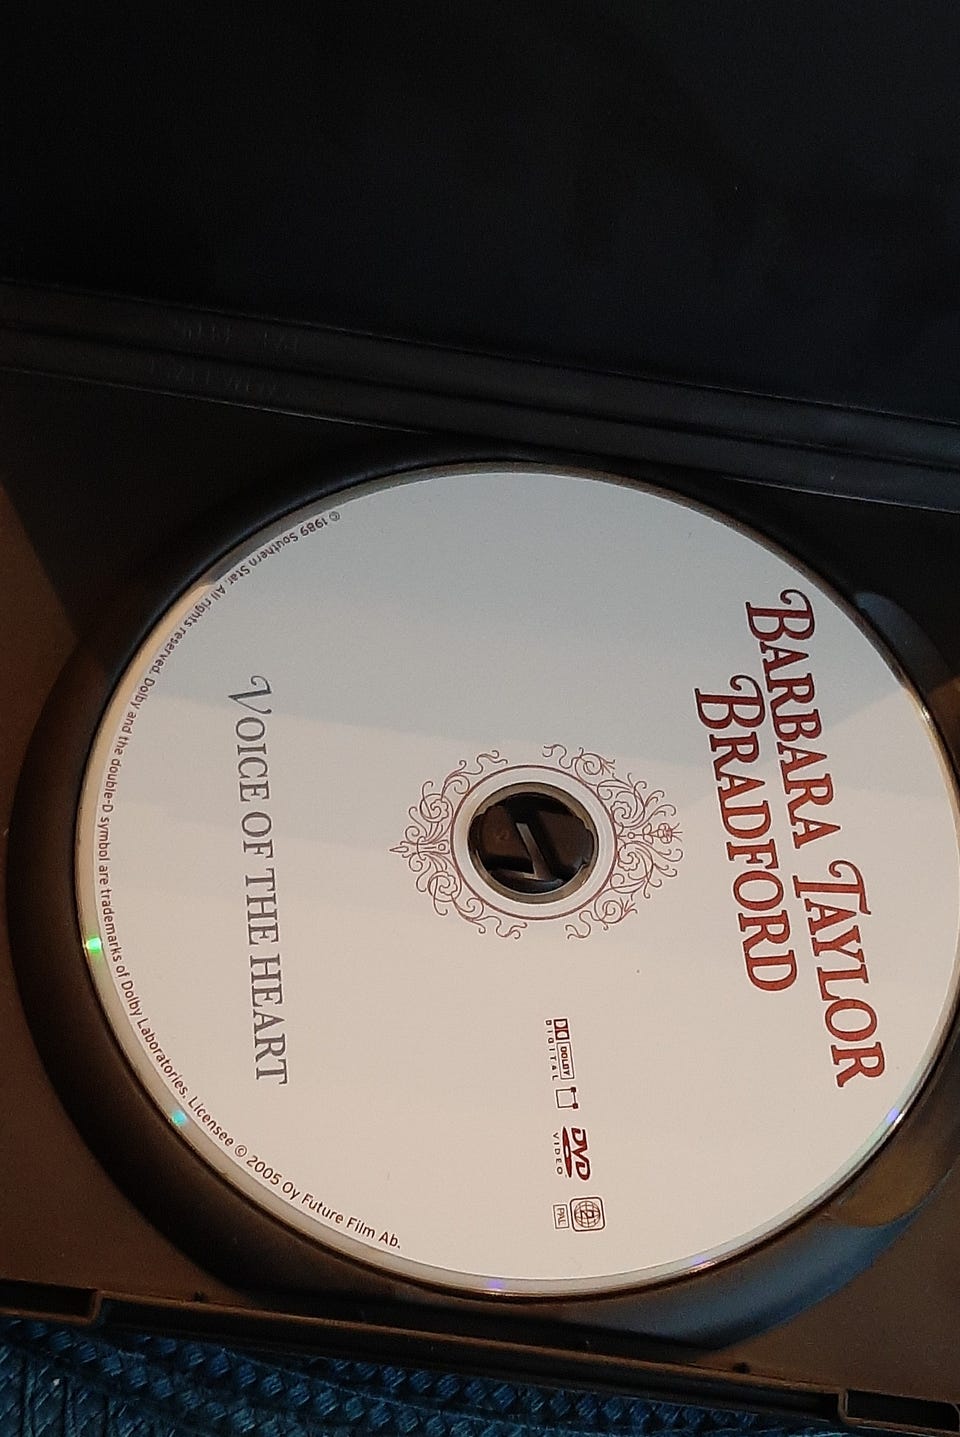 BARBARA TAYLOR
BRADFORD
DOLBY
DIGITAL
DVD
VIDEO
2
PAL
VOICE OF THE HEART
© 1989 Southern Star. All rights reserved. Dolby and the double-D symbol are trademarks of Dolby Laboratories. Licensee © 2005 Oy Future Film Ab.